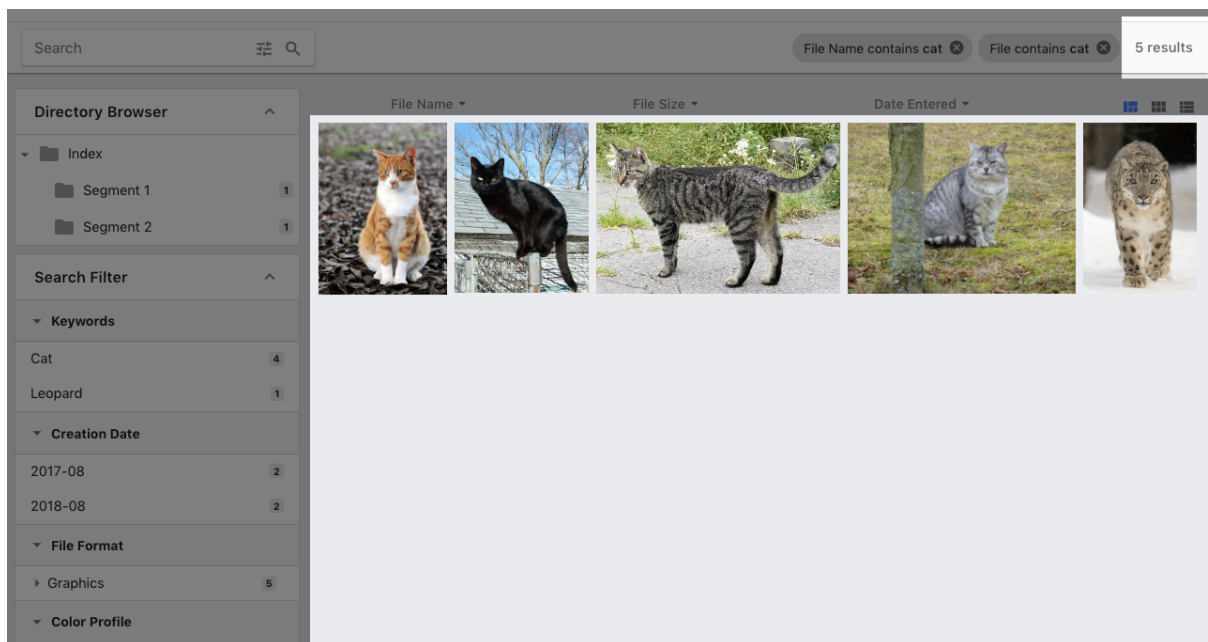 Search
File Name contains cat
File contains cat
5 results
Directory Browser
File Name
File Size
Date Entered
Index
Segment 1
1
Segment 2
1
Search Filter
Keywords
Cat
4
Leopard
1
Creation Date
2017-08
2
2018-08
2
File Format
Graphics
5
Color Profile